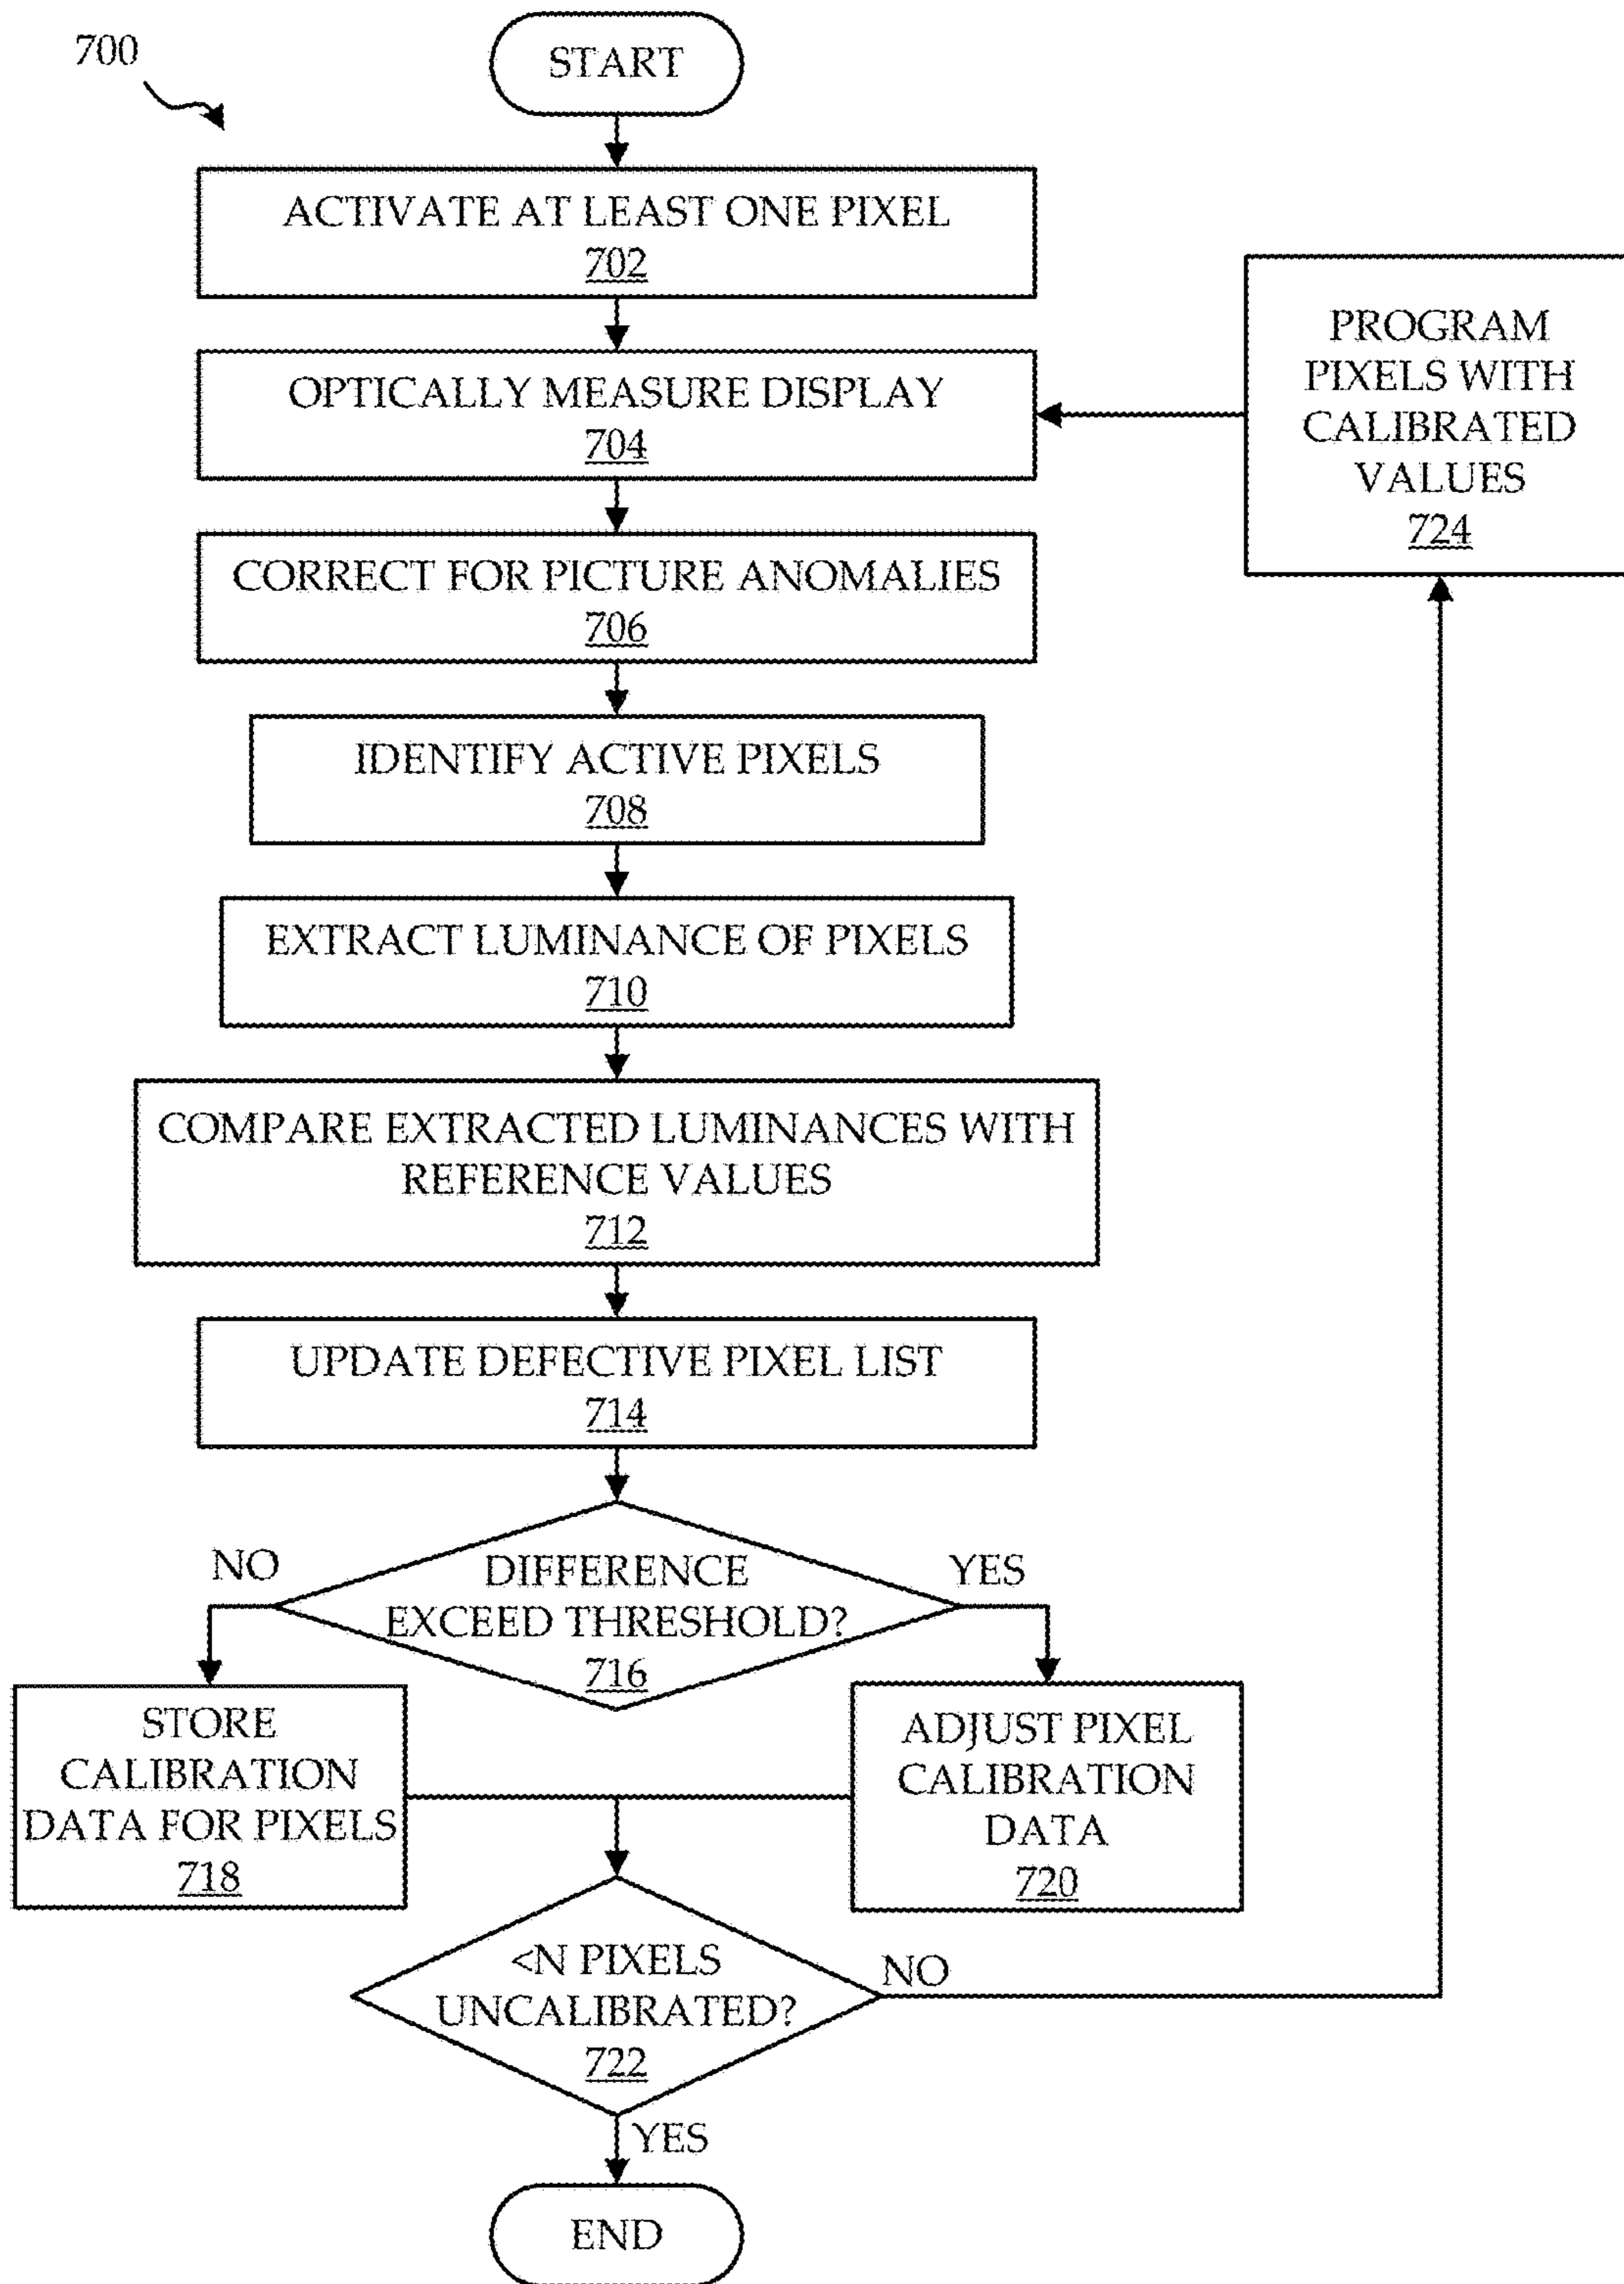 700
START
ACTIVATE AT LEAST ONE PIXEL
702
OPTICALLY MEASURE DISPLAY
704
PROGRAM
PIXELS WITH
CALIBRATED
VALUES
724
CORRECT FOR PICTURE ANOMALIES
706
IDENTIFY ACTIVE PIXELS
708
EXTRACT LUMINANCE OF PIXELS
710
COMPARE EXTRACTED LUMINANCES WITH
REFERENCE VALUES
712
UPDATE DEFECTIVE PIXEL LIST
714
NO
DIFFERENCE
EXCEED THRESHOLD?
716
YES
STORE
CALIBRATION
DATA FOR PIXELS
718
ADJUST PIXEL
CALIBRATION
DATA
720
<N PIXELS
UNCALIBRATED?
722
NO
YES
END